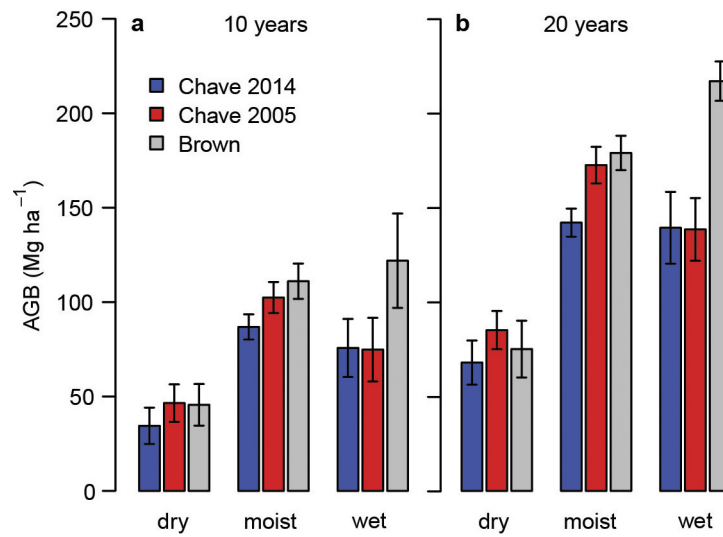 a 10 years
b 20 years
Chave 2014
Chave 2005
Brown
AGB (Mg ha⁻¹)
250
200
150
100
50
0
dry moist wet
dry moist wet